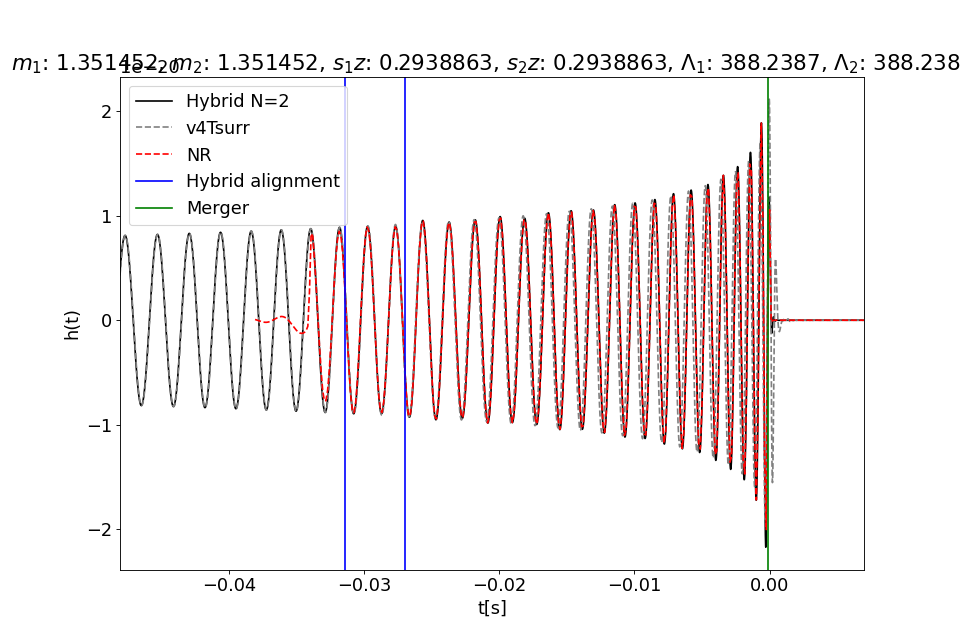 m₁: 1.351452, m₂: 1.351452, s₁z: 0.2938863, s₂z: 0.2938863, Λ₁: 388.2387, Λ₂: 388.238
1e−20
Hybrid N=2
v4Tsurr
NR
Hybrid alignment
Merger
2
1
0
−1
−2
h(t)
−0.04
−0.03
−0.02
−0.01
0.00
t[s]